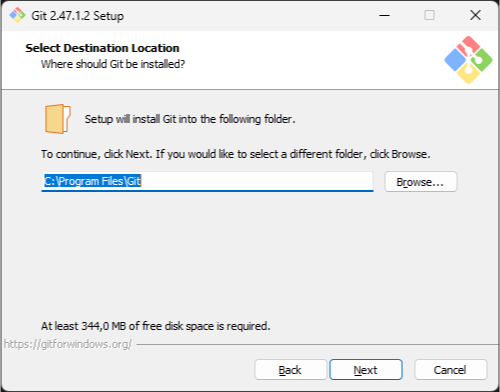 Git 2.47.1.2 Setup
Select Destination Location
Where should Git be installed?
Setup will install Git into the following folder.
To continue, click Next. If you would like to select a different folder, click Browse.
C:\Program Files\Git
Browse...
At least 344,0 MB of free disk space is required.
https://gitforwindows.org/
Back
Next
Cancel